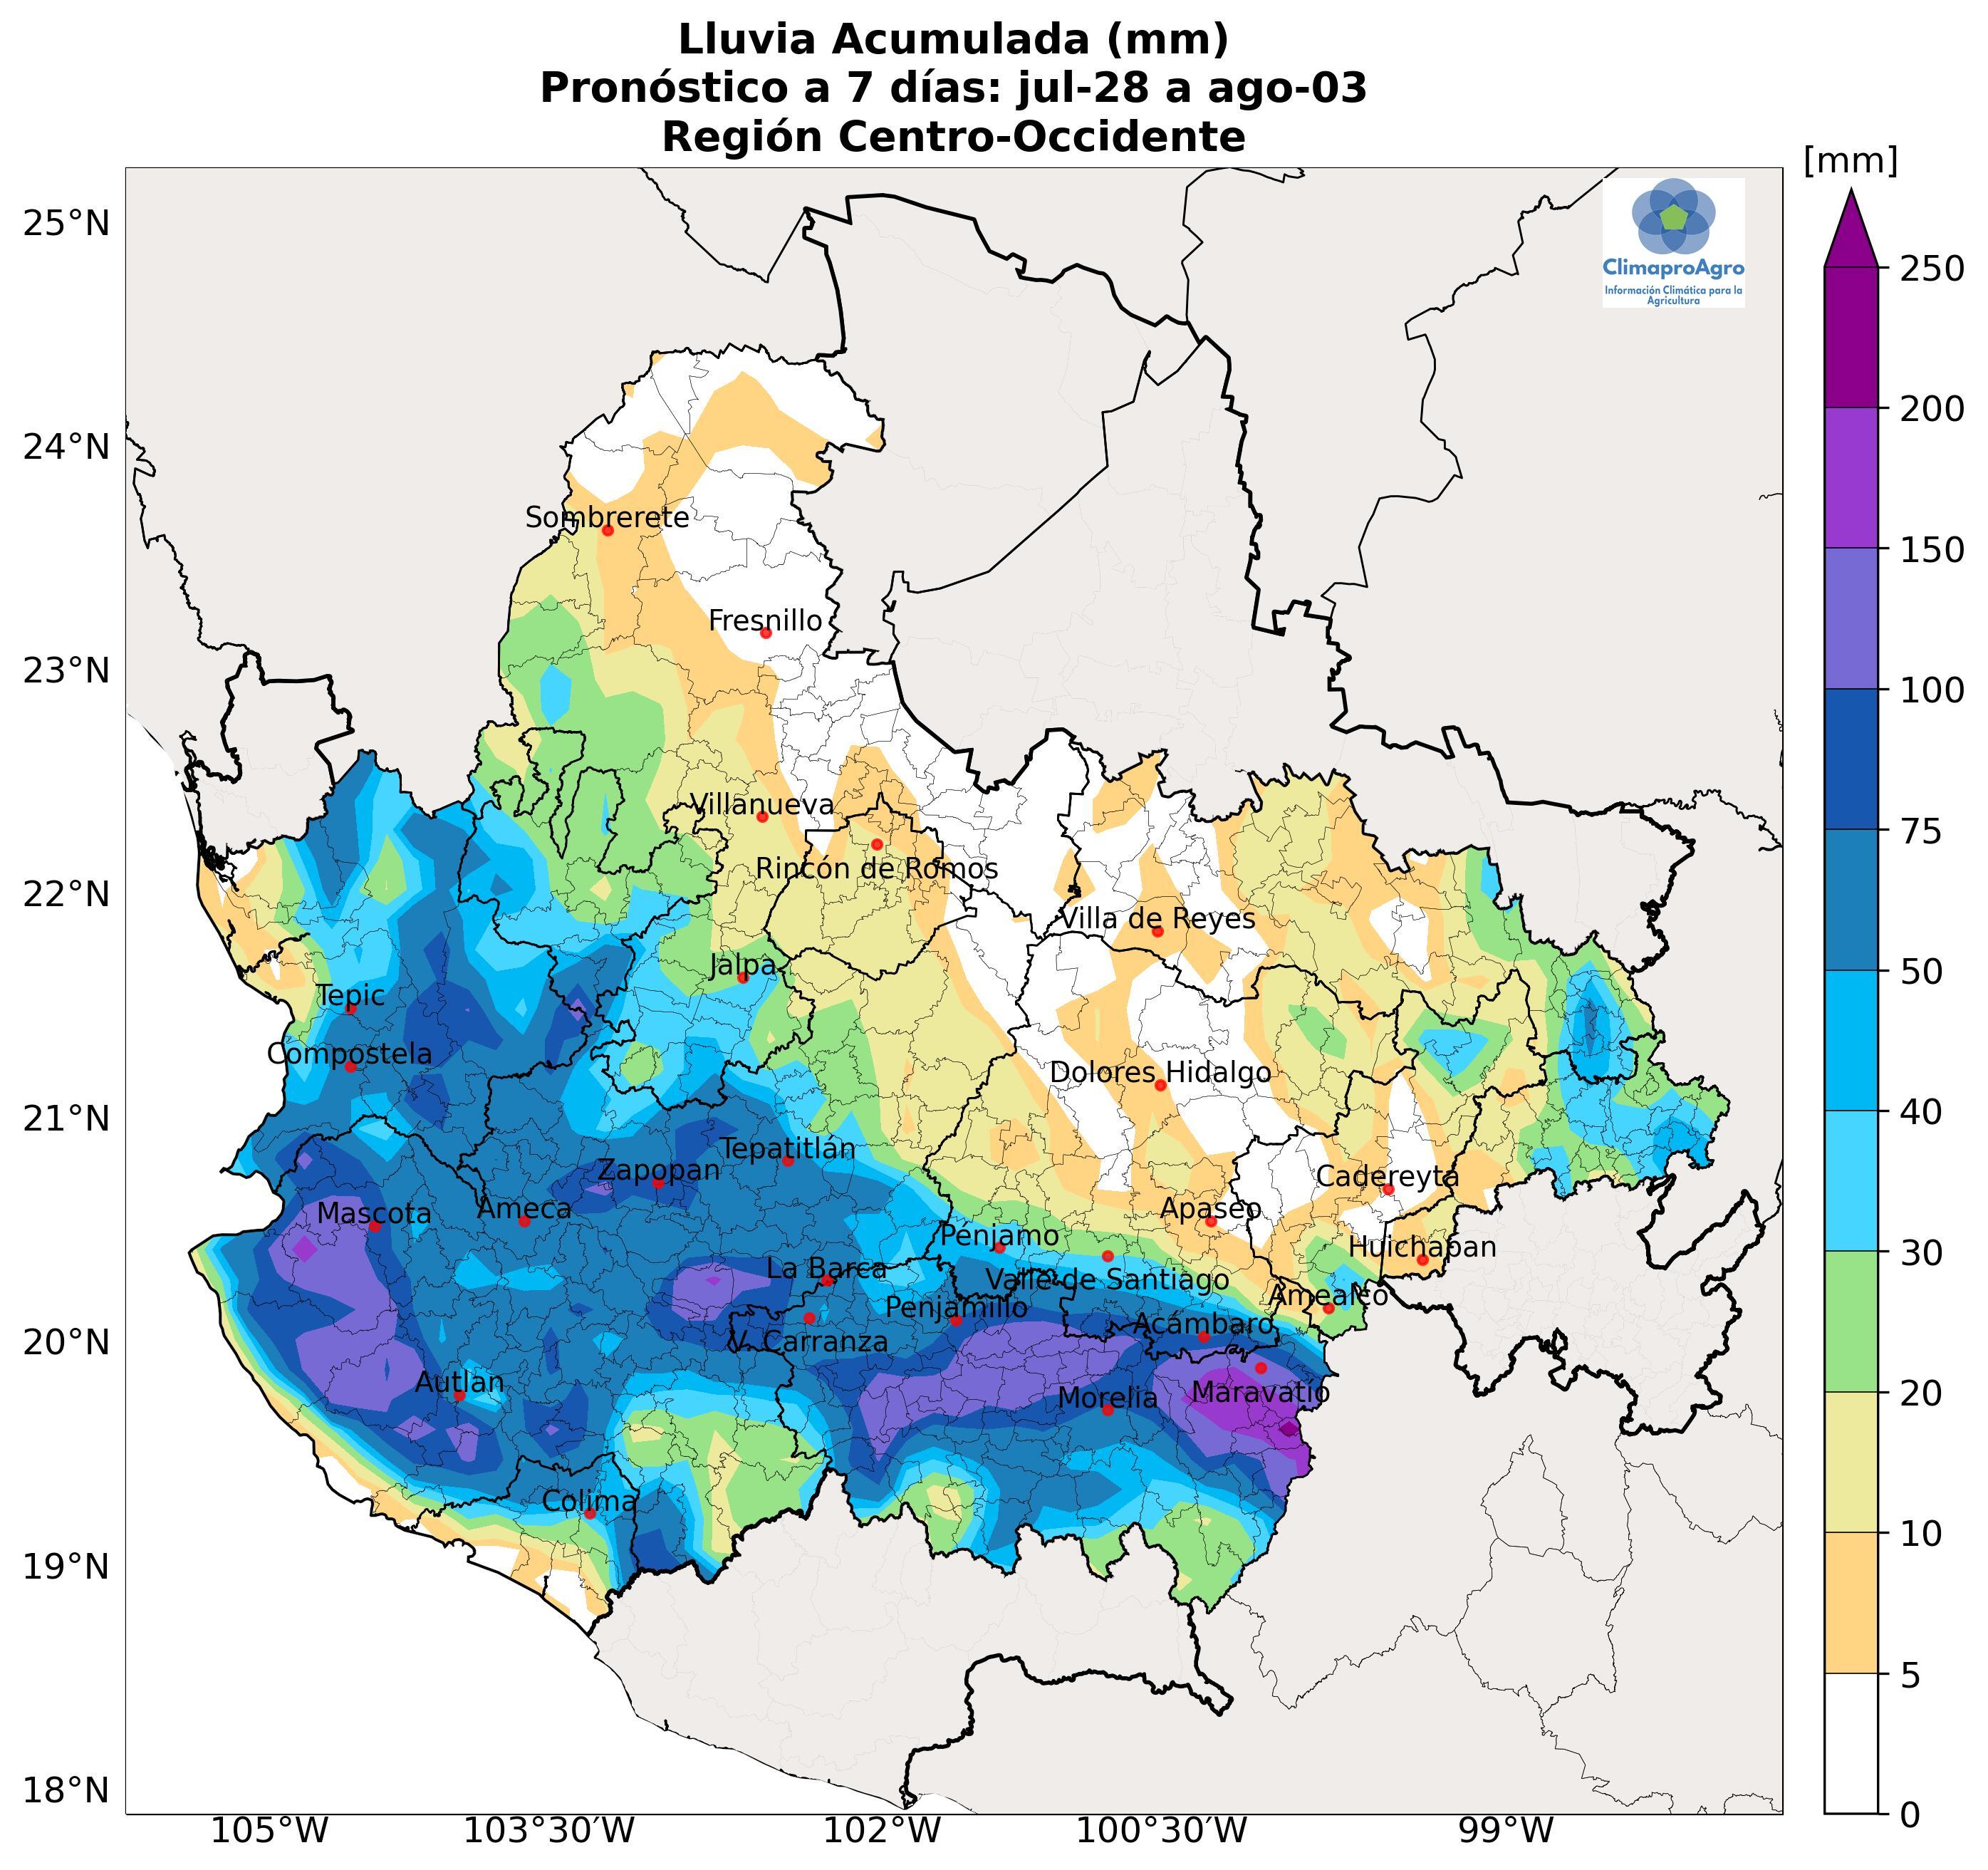 Lluvia Acumulada (mm)
Pronóstico a 7 días: jul-28 a ago-03
Región Centro-Occidente
[mm]
25°N
24°N
23°N
22°N
21°N
20°N
19°N
18°N
ClimaproAgro
Información Climática para la
Agricultura
Sombrerete
Fresnillo
Villanueva
Rincón de Romos
Villa de Reyes
Jalpa
Tepic
Compostela
Dolores Hidalgo
Tepatitlán
Zapopan
Cadereyta
Ameca
Apaseo
Mascota
Pénjamo
Huichapan
La Barca
Valle de Santiago
Amealco
Penjamillo
Acámbaro
V. Carranza
Autlan
Morelia
Maravatío
Colima
105°W
103°30'W
102°W
100°30'W
99°W
250
200
150
100
75
50
40
30
20
10
5
0